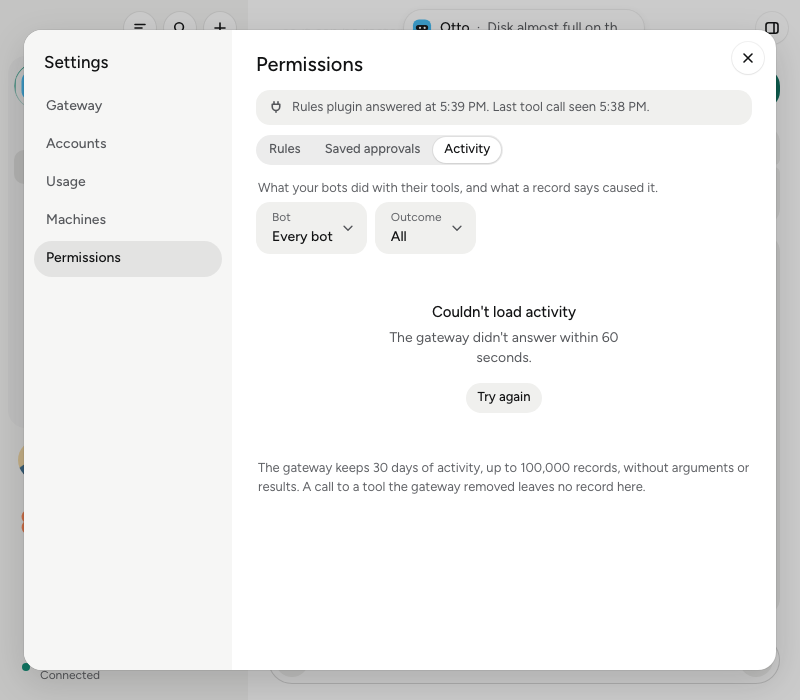 Otto · Disk almost full on th
Settings
Gateway
Accounts
Usage
Machines
Permissions
Permissions
Rules plugin answered at 5:39 PM. Last tool call seen 5:38 PM.
Rules Saved approvals Activity
What your bots did with their tools, and what a record says caused it.
Bot
Every bot
Outcome
All
Couldn't load activity
The gateway didn't answer within 60
seconds.
Try again
The gateway keeps 30 days of activity, up to 100,000 records, without arguments or
results. A call to a tool the gateway removed leaves no record here.
Connected